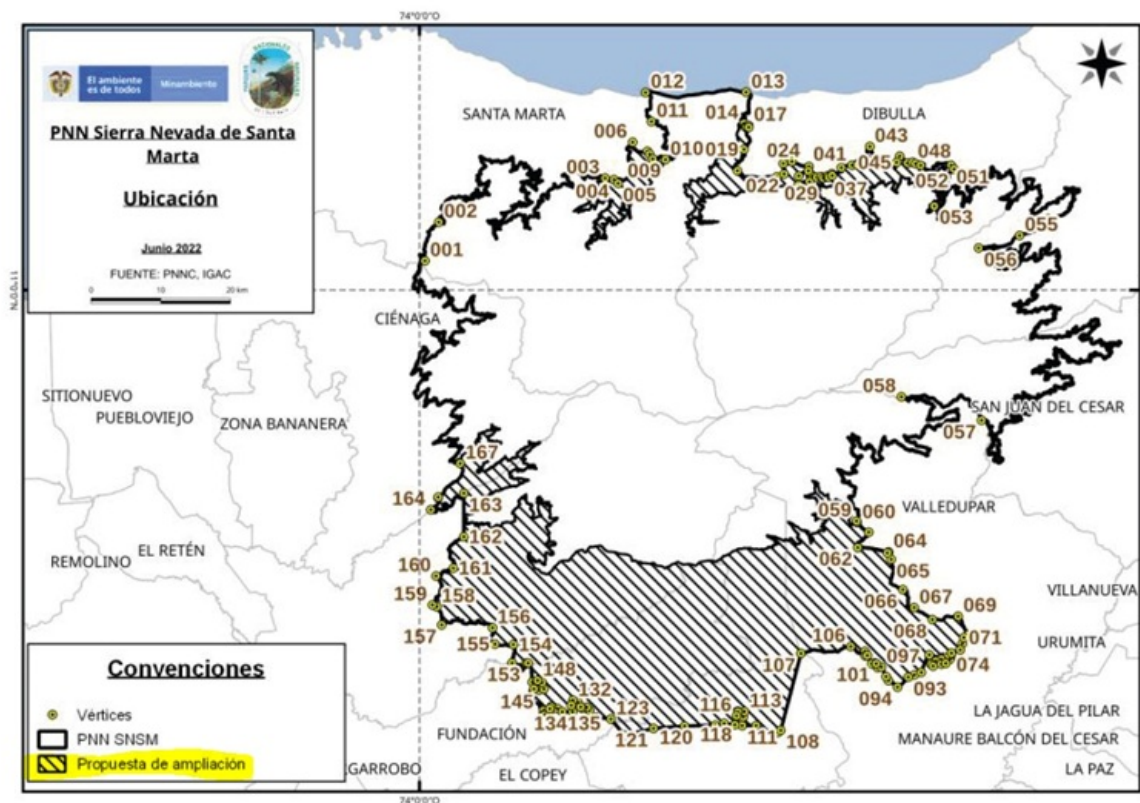 74°0'0"O
El ambiente
es de todos
Minambiente
PARQUES NACIONALES NATURALES
PNN Sierra Nevada de Santa
Marta
Ubicación
Junio 2022
FUENTE: PNNC, IGAC
0 10 20 km
11°0'0"N
012
013
SANTA MARTA
011
014
017
DIBULLA
006
043
010
019
024
041
045
048
003
009
051
004
005
022
029
037
052
002
053
055
001
056
CIÉNAGA
058
SITIONUEVO
PUEBLOVIEJO
ZONA BANANERA
SAN JUAN DEL CESAR
057
167
164
163
059
060
VALLEDUPAR
162
062
064
REMOLINO
EL RETÉN
160
161
065
159
158
066
067
VILLANUEVA
069
157
156
068
071
URUMITA
155
154
106
097
074
107
153
148
101
093
145
132
094
123
116
113
LA JAGUA DEL PILAR
134
135
FUNDACIÓN
121
120
118
111
108
MANAURE BALCÓN DEL CESAR
EL COPEY
LA PAZ
Convenciones
Vértices
PNN SNSM
Propuesta de ampliación
GARROBO
74°0'0"O